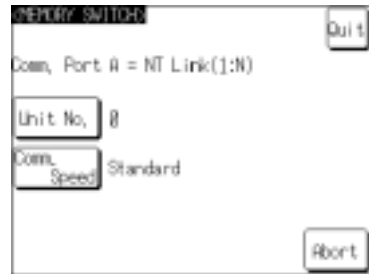 <MEMORY SWITCH>
Quit
Comm. Port A = NT Link(1:N)
Unit No. 0
Comm.
Speed Standard
Abort